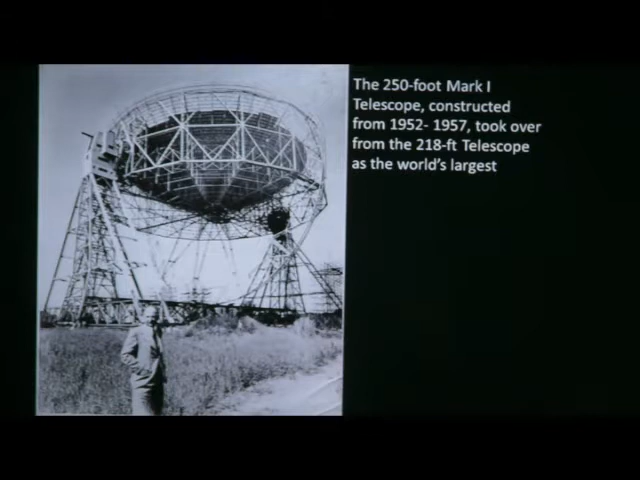 The 250-foot Mark I
Telescope, constructed
from 1952- 1957, took over
from the 218-ft Telescope
as the world's largest